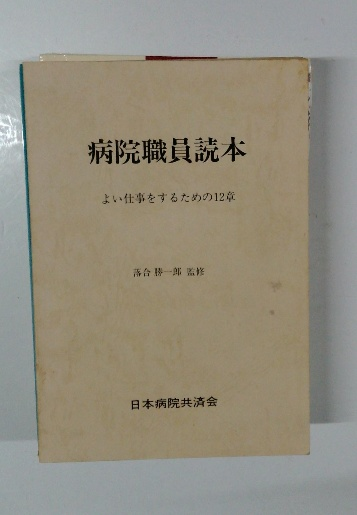 病院職員読本
よい仕事をするための12章
落合 勝一郎 監修
日本病院共済会